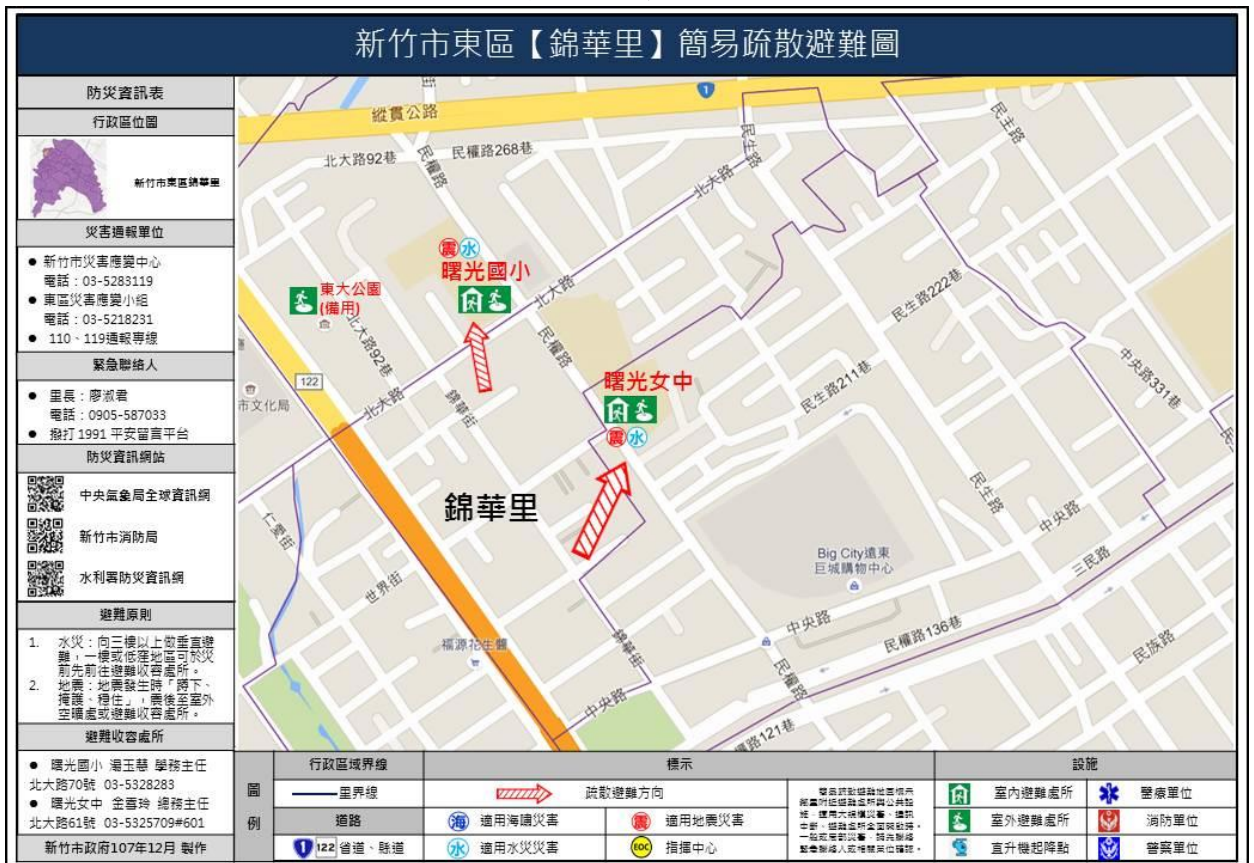 新竹市東區【錦華里】簡易疏散避難圖
防災資訊表
行政區位圖
新竹市東區錦華里
災害通報單位
● 新竹市災害應變中心
電話：03-5283119
● 東區災害應變小組
電話：03-5218231
● 110、119通報專線
緊急聯絡人
● 里長：廖淑君
電話：0905-587033
● 撥打 1991 平安留言平台
防災資訊網站
中央氣象局全球資訊網
新竹市消防局
水利署防災資訊網
避難原則
1. 水災：向三樓以上做垂直避
難，一樓或低窪地區可於災
前先前往避難收容處所。
2. 地震：地震發生時「蹲下、
掩護、穩住」，震後至室外
空曠處或避難收容處所。
避難收容處所
● 曙光國小 湯玉慧 學務主任
北大路70號 03-5328283
● 曙光女中 金雪玲 總務主任
北大路61號 03-5325709#601
新竹市政府107年12月 製作
縱貫公路
1
街
民權路
北大路92巷
民權路268巷
民生路
民主路
北大路
震 水
曙光國小
東大公園
(備用)
北大路92巷
北大路
民權路
民生路222巷
中央路331巷
122
市文化局
北大路
錦華街
曙光女中
震 水
民生路211巷
錦華里
仁愛街
世界街
民生路
中央路
三民路
Big City遠東
巨城購物中心
福源花生醬
錦華街
中央路
民權路136巷
民族路
中央路
民權路
民權路121巷
圖
例
行政區域界線
里界線
道路
1 122 省道、縣道
標示
疏散避難方向
海 適用海嘯災害
震 適用地震災害
水 適用水災災害
EOC 指揮中心
設施
室內避難處所
醫療單位
室外避難處所
消防單位
直升機起降點
警察單位